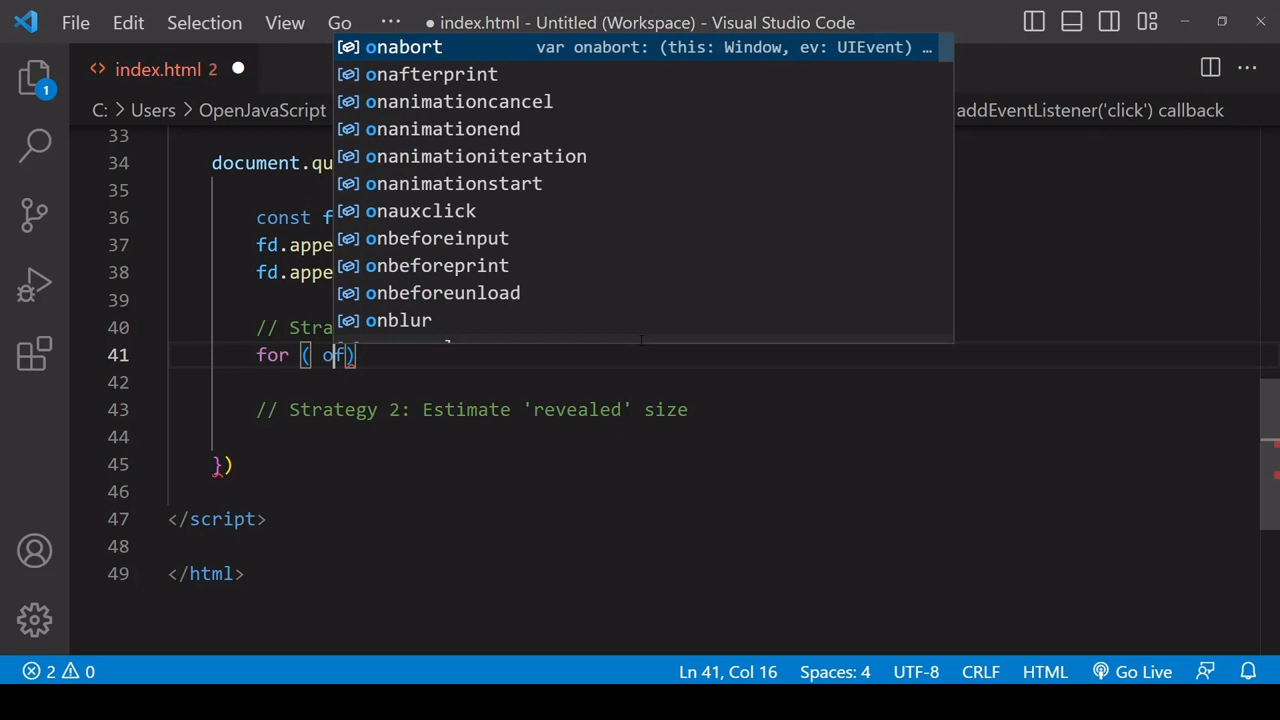 File Edit Selection View Go ··· ● index.html - Untitled (Workspace) - Visual Studio Code
<> index.html 2 ●
C: > Users > OpenJavaScript addEventListener('click') callback
onabort var onabort: (this: Window, ev: UIEvent) …
onafterprint
onanimationcancel
onanimationend
onanimationiteration
onanimationstart
onauxclick
onbeforeinput
onbeforeprint
onbeforeunload
onblur
1
33
34 document.qu
35
36 const f
37 fd.appe
38 fd.appe
39
40 // Stra
41 for ( of)
42
43 // Strategy 2: Estimate 'revealed' size
44
45 })
46
47 </script>
48
49 </html>
2 0 Ln 41, Col 16 Spaces: 4 UTF-8 CRLF HTML Go Live